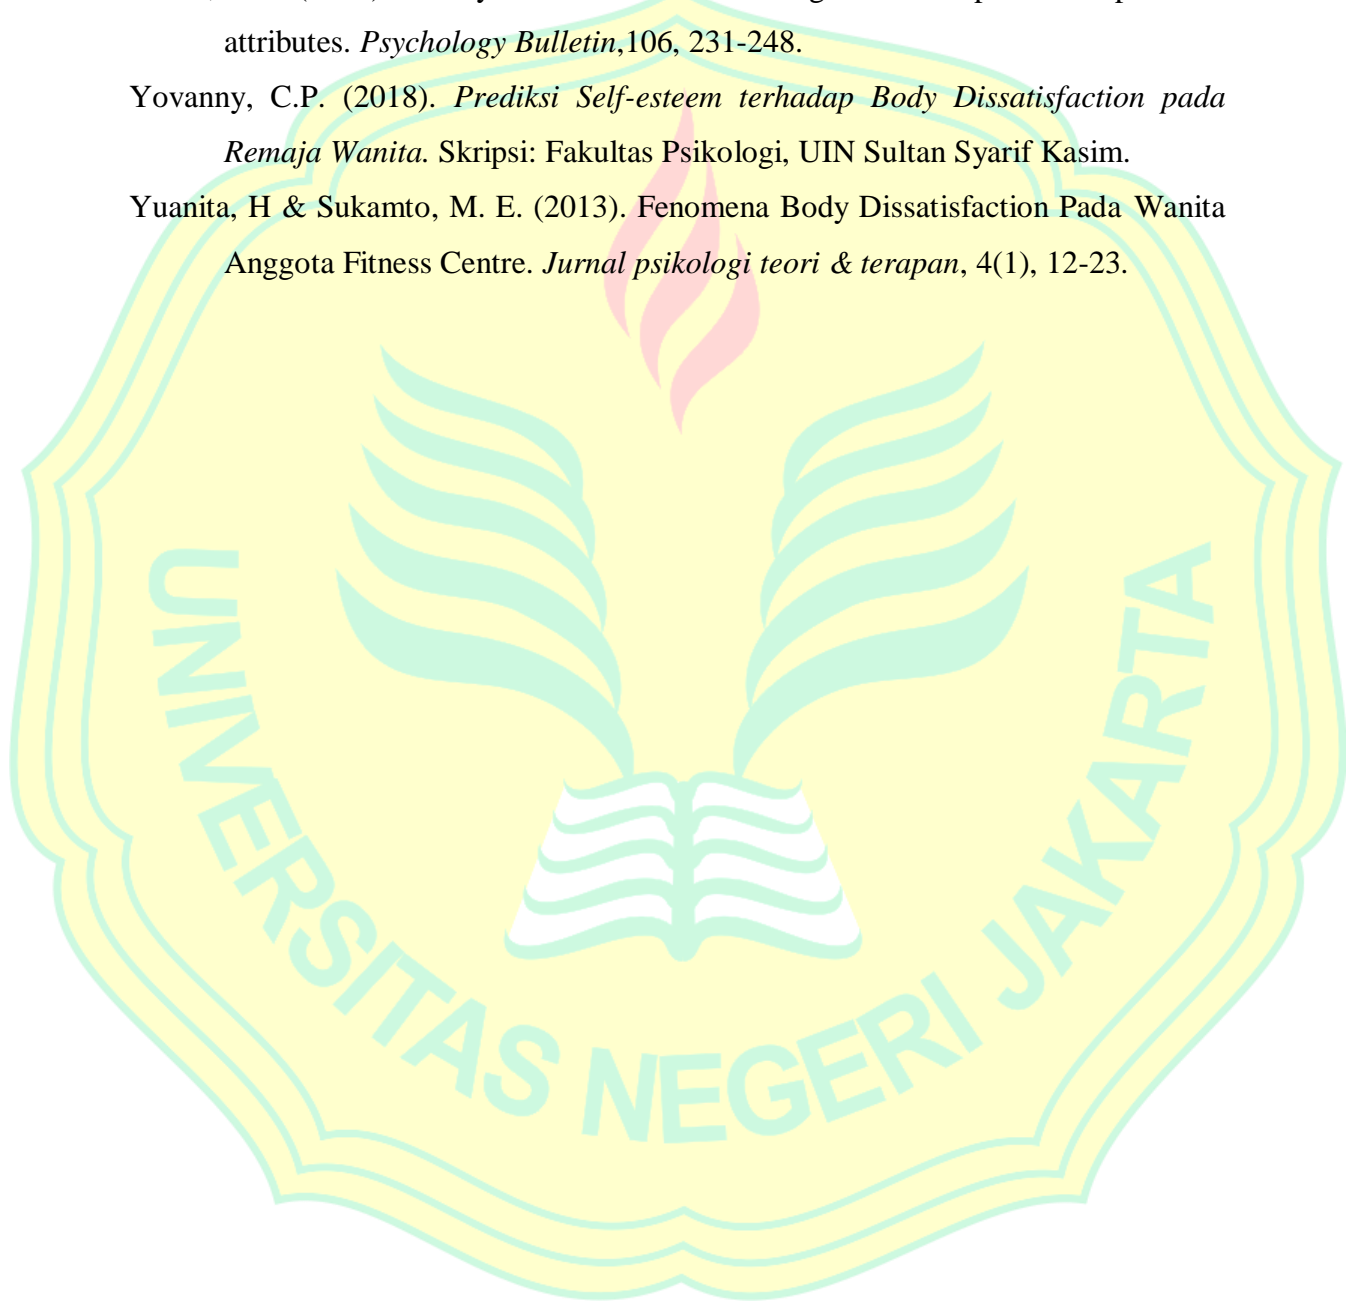 attributes. Psychology Bulletin,106, 231-248.
Yovanny, C.P. (2018). Prediksi Self-esteem terhadap Body Dissatisfaction pada
Remaja Wanita. Skripsi: Fakultas Psikologi, UIN Sultan Syarif Kasim.
Yuanita, H & Sukamto, M. E. (2013). Fenomena Body Dissatisfaction Pada Wanita
Anggota Fitness Centre. Jurnal psikologi teori & terapan, 4(1), 12-23.
UNIVERSITAS NEGERI JAKARTA